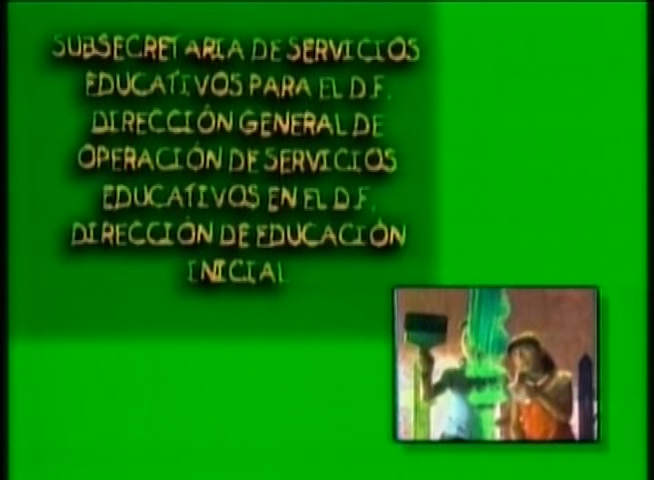 SUBSECRETARIA DE SERVICIOS
EDUCATIVOS PARA EL D.F.
DIRECCIÓN GENERAL DE
OPERACIÓN DE SERVICIOS
EDUCATIVOS EN EL D.F.
DIRECCIÓN DE EDUCACIÓN
INICIAL